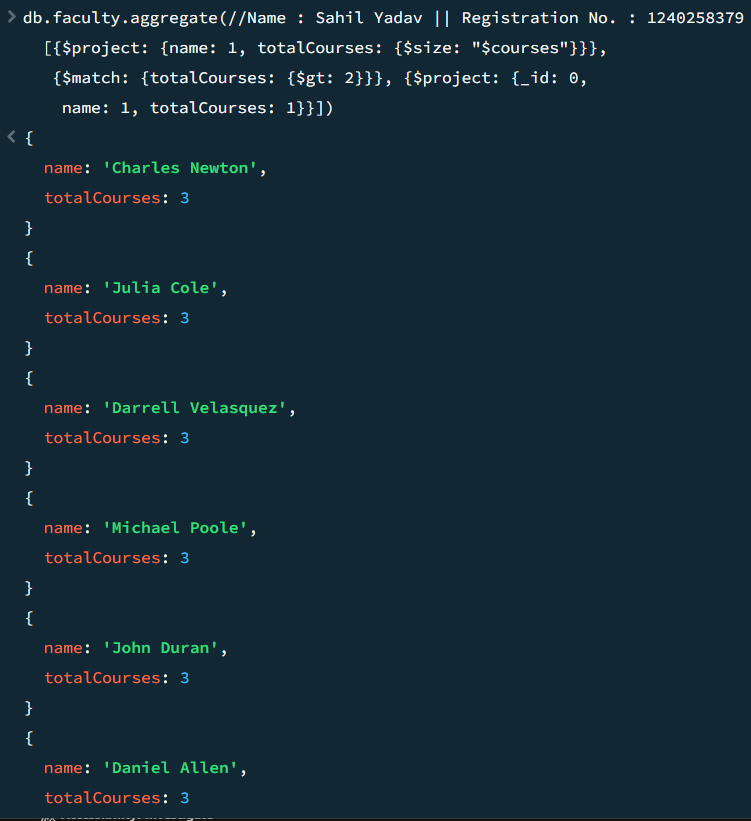 db.faculty.aggregate(//Name : Sahil Yadav || Registration No. : 1240258379
[{$project: {name: 1, totalCourses: {$size: "$courses"}}},
{$match: {totalCourses: {$gt: 2}}}, {$project: {_id: 0,
name: 1, totalCourses: 1}}])
{
name: 'Charles Newton',
totalCourses: 3
}
{
name: 'Julia Cole',
totalCourses: 3
}
{
name: 'Darrell Velasquez',
totalCourses: 3
}
{
name: 'Michael Poole',
totalCourses: 3
}
{
name: 'John Duran',
totalCourses: 3
}
{
name: 'Daniel Allen',
totalCourses: 3